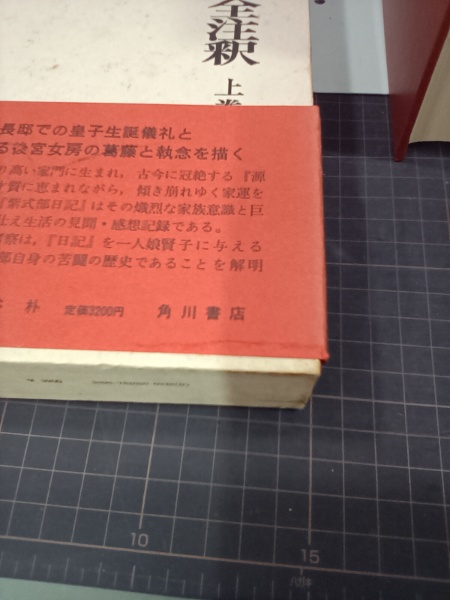 全注釈 上巻
長邸での皇子生誕儀礼と
る後宮女房の葛藤と執念を描く
り高い家門に生まれ、古今に冠絶する『源
才質に恵まれながら、傾き崩れゆく家運を
『紫式部日記』はその熾烈な家族意識と巨
仕え生活の見聞・感想記録である。
察は、『日記』を一人娘賢子に与える
部自身の苦闘の歴史であることを解明
朴 定価3200円 角川書店
10
15